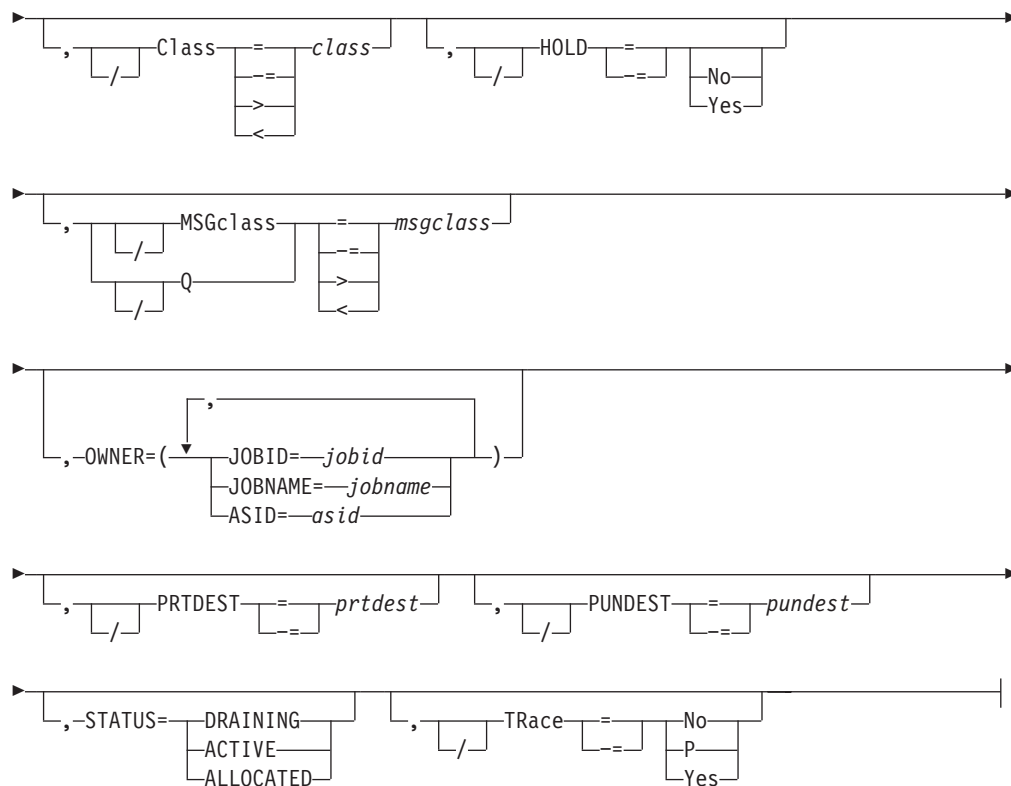 , / Class = class , / HOLD =
¬= ¬= No
> Yes
<
, / MSGclass = msgclass
¬=
/ Q >
<
,
,OWNER=( JOBID= jobid )
JOBNAME= jobname
ASID= asid
, / PRTDEST = prtdest , / PUNDEST = pundest
¬= ¬=
,STATUS= DRAINING , / TRace = No
ACTIVE ¬= P
ALLOCATED Yes